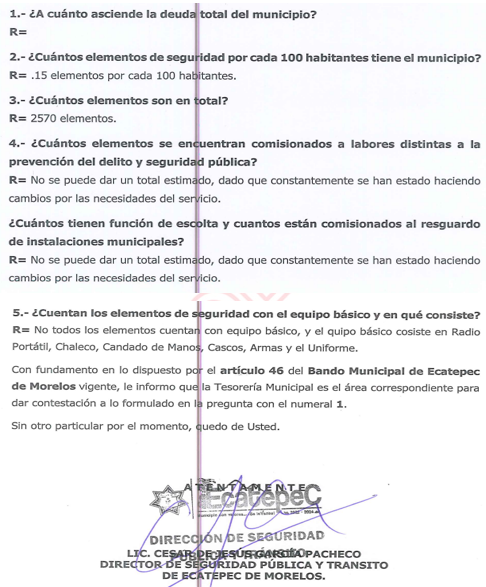 1.- ¿A cuánto asciende la deuda total del municipio?
R=
2.- ¿Cuántos elementos de seguridad por cada 100 habitantes tiene el municipio?
R= .15 elementos por cada 100 habitantes.
3.- ¿Cuántos elementos son en total?
R= 2570 elementos.
4.- ¿Cuántos elementos se encuentran comisionados a labores distintas a la
prevención del delito y seguridad pública?
R= No se puede dar un total estimado, dado que constantemente se han estado haciendo
cambios por las necesidades del servicio.
¿Cuántos tienen función de escolta y cuantos están comisionados al resguardo
de instalaciones municipales?
R= No se puede dar un total estimado, dado que constantemente se han estado haciendo
cambios por las necesidades del servicio.
5.- ¿Cuentan los elementos de seguridad con el equipo básico y en qué consiste?
R= No todos los elementos cuentan con equipo básico, y el quipo básico cosiste en Radio
Portátil, Chaleco, Candado de Manos, Cascos, Armas y el Uniforme.
Con fundamento en lo dispuesto por el artículo 46 del Bando Municipal de Ecatepec
de Morelos vigente, le informo que la Tesorería Municipal es el área correspondiente para
dar contestación a lo formulado en la pregunta con el numeral 1.
Sin otro particular por el momento, quedo de Usted.
ATENTAMENTE
Ecatepec
DIRECCIÓN DE SEGURIDAD
PÚBLICA Y TRÁNSITO
LIC. CESAR DE JESÚS GARCÍA PACHECO
DIRECTOR DE SEGURIDAD PÚBLICA Y TRANSITO
DE ECATEPEC DE MORELOS.